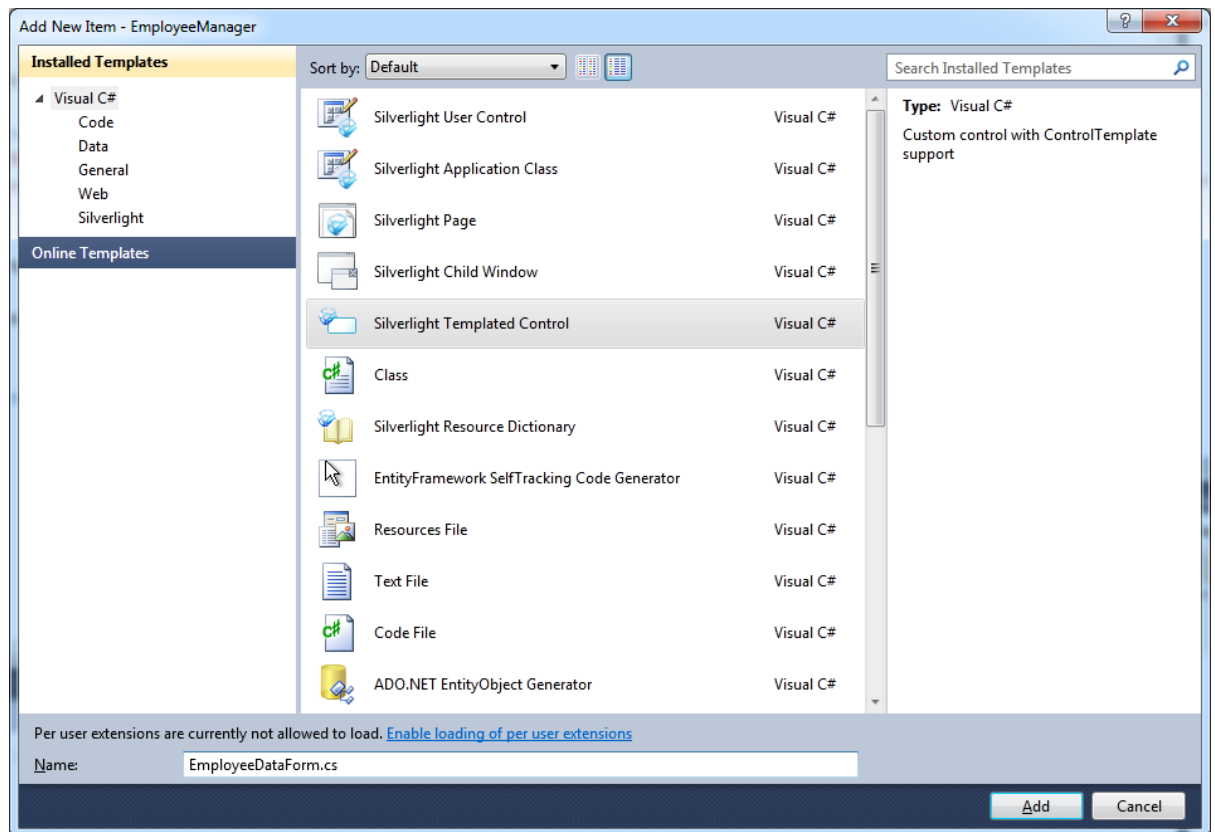 Add New Item - EmployeeManager
Installed Templates
Sort by: Default
Search Installed Templates
Visual C#
Code
Data
General
Web
Silverlight
Online Templates
Silverlight User Control Visual C#
Silverlight Application Class Visual C#
Silverlight Page Visual C#
Silverlight Child Window Visual C#
Silverlight Templated Control Visual C#
Class Visual C#
Silverlight Resource Dictionary Visual C#
EntityFramework SelfTracking Code Generator Visual C#
Resources File Visual C#
Text File Visual C#
Code File Visual C#
ADO.NET EntityObject Generator Visual C#
Type: Visual C#
Custom control with ControlTemplate
support
Per user extensions are currently not allowed to load. Enable loading of per user extensions
Name: EmployeeDataForm.cs
Add Cancel